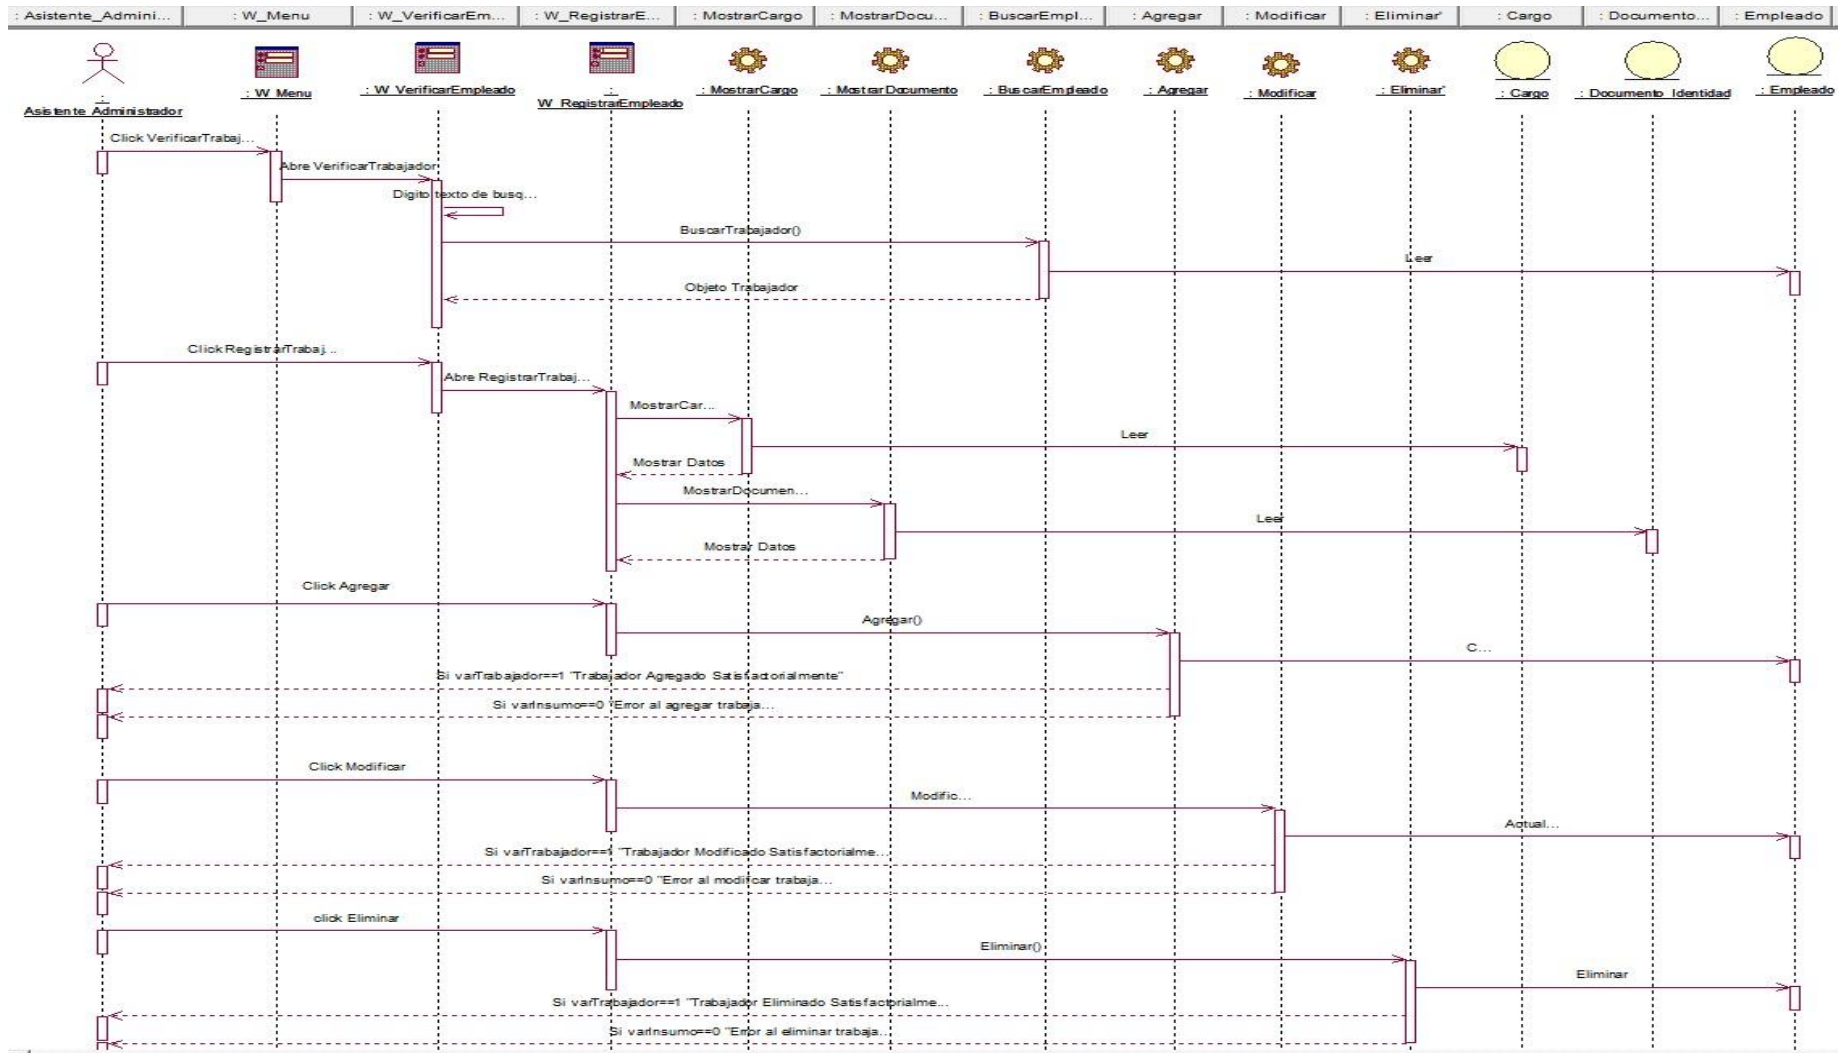 : Asistente_Admini... : W_Menu : W_VerificarEm... : W_RegistrarE... : MostrarCargo : MostrarDocu... : BuscarEmpl... : Agregar : Modificar : Eliminar' : Cargo : Documento... : Empleado
: Asistente_Administrador
: W_Menu
: W_VerificarEmpleado
: W_RegistrarEmpleado
: MostrarCargo
: MostrarDocumento
: BuscarEmpleado
: Agregar
: Modificar
: Eliminar'
: Cargo
: Documento_Identidad
: Empleado
Click VerificarTrabaj...
Abre VerificarTrabajador
Digito texto de busq...
BuscarTrabajador()
Leer
Objeto Trabajador
Click RegistrarTrabaj...
Abre RegistrarTrabaj...
MostrarCar...
Leer
Mostrar Datos
MostrarDocumen...
Leer
Mostrar Datos
Click Agregar
Agregar()
C...
Si varTrabajador==1 "Trabajador Agregado Satisfactorialmente"
Si varInsumo==0 "Error al agregar trabaja...
Click Modificar
Modific...
Actual...
Si varTrabajador==1 "Trabajador Modificado Satisfactorialme...
Si varInsumo==0 "Error al modificar trabaja...
click Eliminar
Eliminar()
Eliminar
Si varTrabajador==1 "Trabajador Eliminado Satisfactorialme...
Si varInsumo==0 "Error al eliminar trabaja...